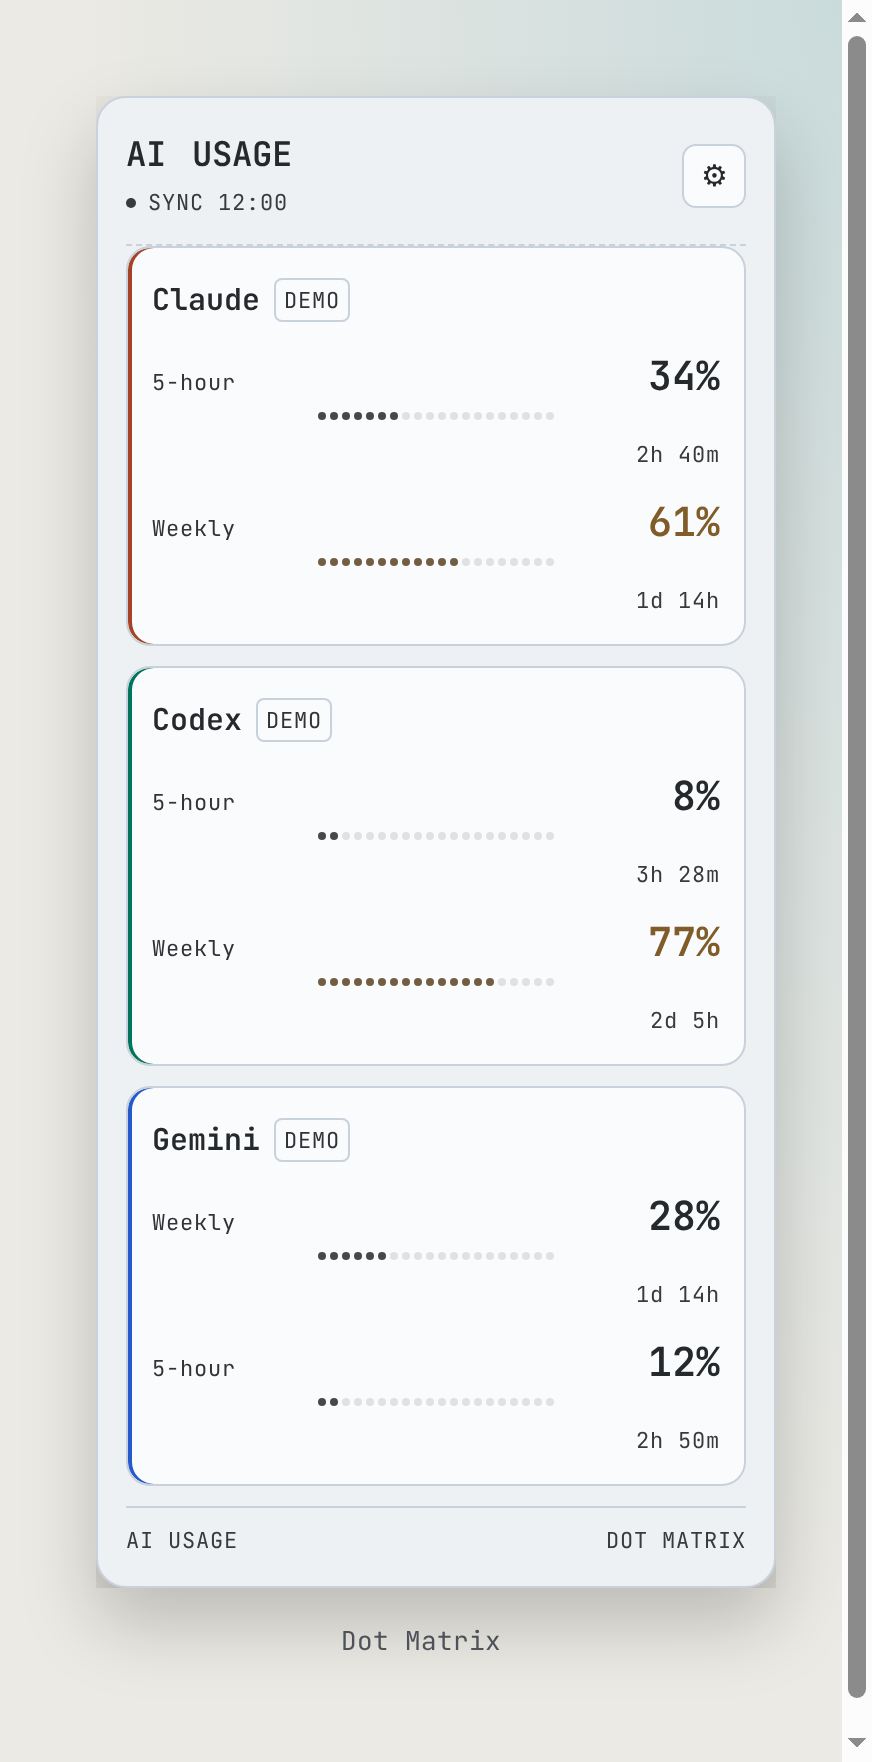 AI USAGE
SYNC 12:00
Claude DEMO
5-hour 34%
2h 40m
Weekly 61%
1d 14h
Codex DEMO
5-hour 8%
3h 28m
Weekly 77%
2d 5h
Gemini DEMO
Weekly 28%
1d 14h
5-hour 12%
2h 50m
AI USAGE DOT MATRIX
Dot Matrix